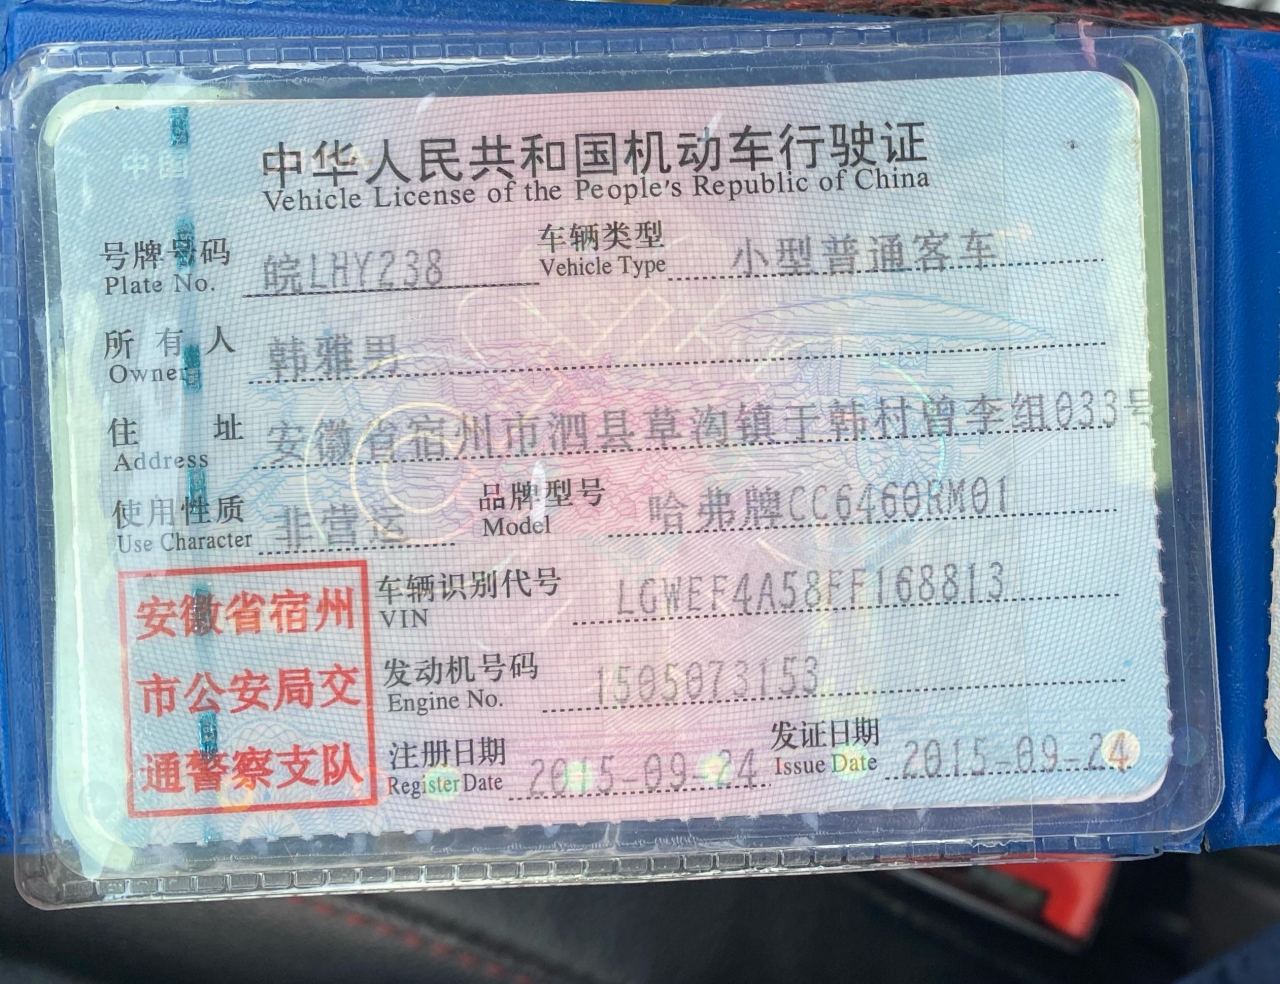 中华人民共和国机动车行驶证
Vehicle License of the People's Republic of China
号牌号码 皖LHY238 车辆类型 小型普通客车
Plate No. Vehicle Type
所有人 韩雅男
Owner
住址 安徽省宿州市泗县草沟镇于韩村曾李组033号
Address
使用性质 非营运 品牌型号 哈弗牌CC6460RM01
Use Character Model
安徽省宿州
市公安局交
通警察支队
车辆识别代号 LGWEF4A58FF168813
VIN
发动机号码 1505073153
Engine No.
注册日期 2015-09-24 发证日期 2015-09-24
Register Date Issue Date